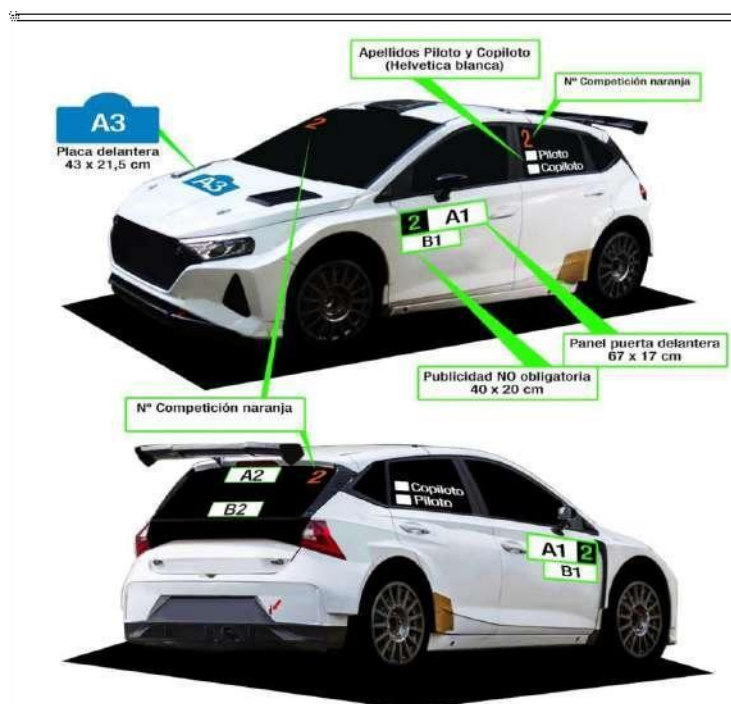 Apellidos Piloto y Copiloto
(Helvetica blanca)
Nº Competición naranja
A3
Placa delantera
43 x 21,5 cm
2
2
Piloto
Copiloto
A3
2 A1
B1
Panel puerta delantera
67 x 17 cm
Publicidad NO obligatoria
40 x 20 cm
Nº Competición naranja
A2
2
B2
Copiloto
Piloto
A1 2
B1